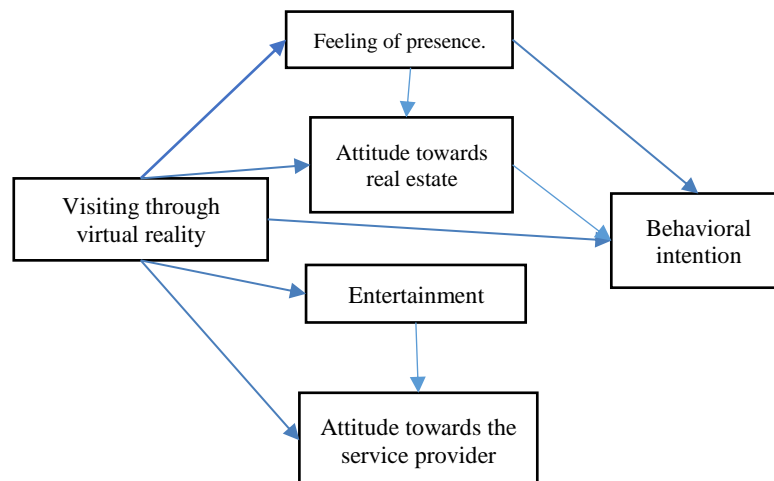 Feeling of presence.
Attitude towards
real estate
Visiting through
virtual reality
Behavioral
intention
Entertainment
Attitude towards the
service provider